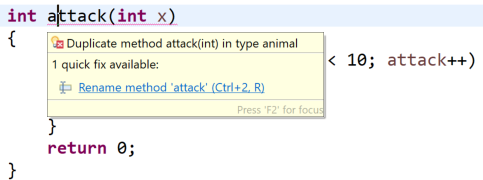 int attack(int x)
{
Duplicate method attack(int) in type animal
1 quick fix available:
< 10; attack++)
Rename method 'attack' (Ctrl+2, R)
Press 'F2' for focus
}
return 0;
}